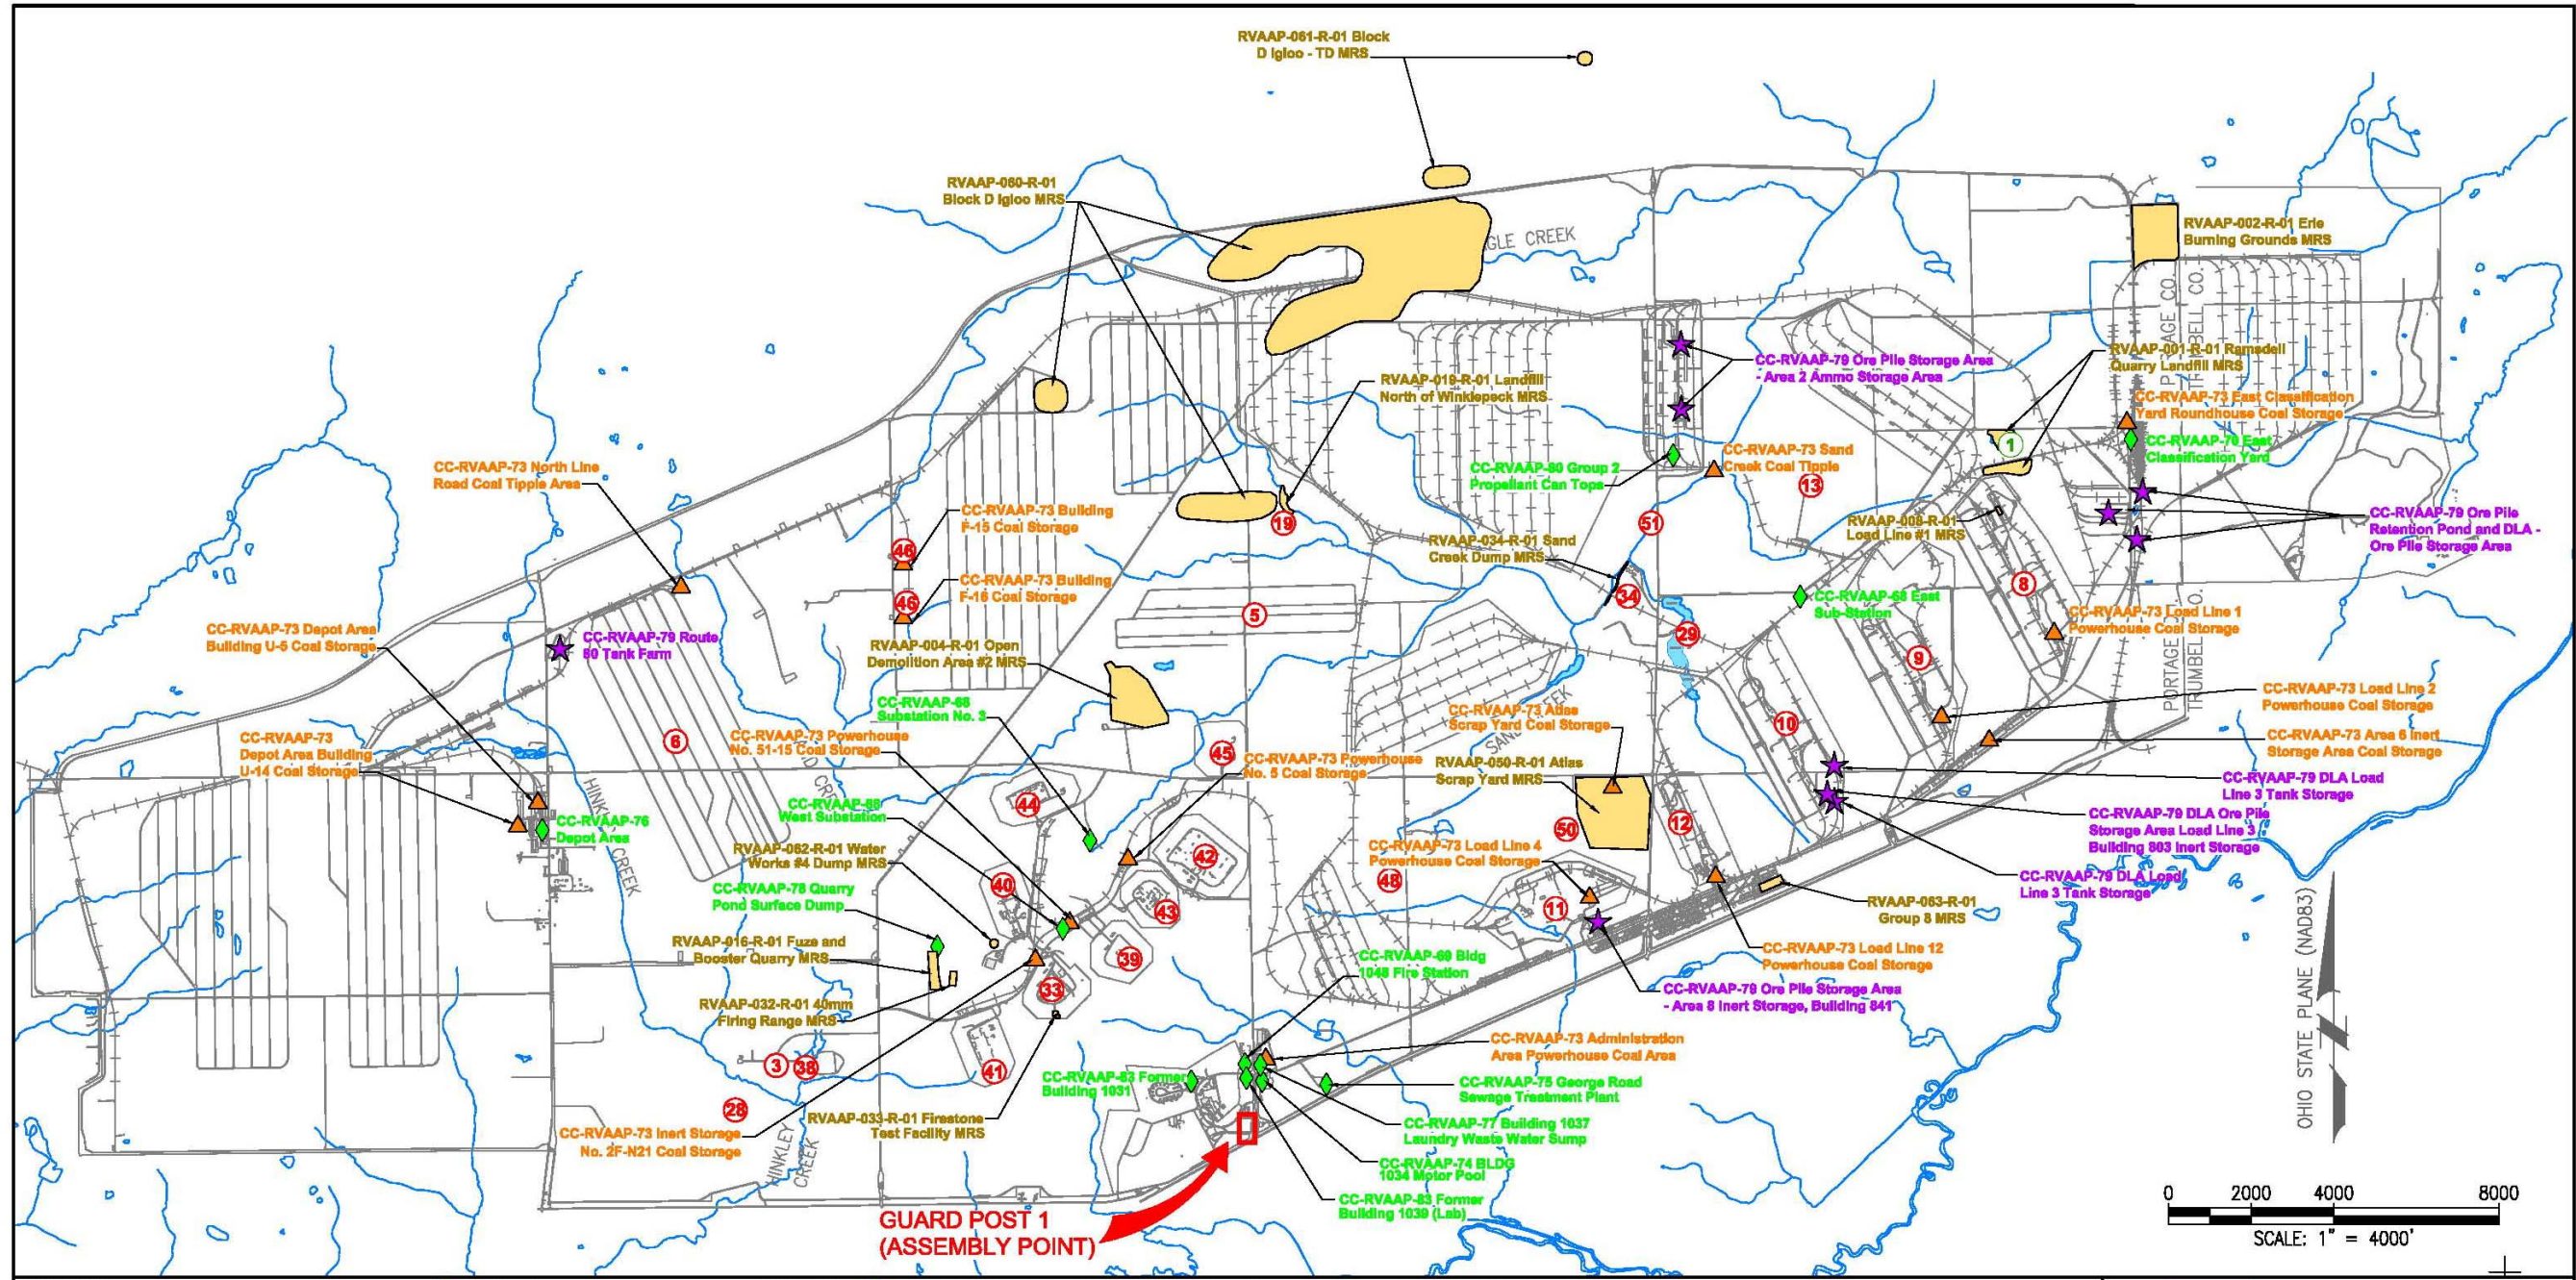 RVAAP-061-R-01 Block
D Igloo - TD MRS
RVAAP-060-R-01
Block D Igloo MRS
GLE CREEK
RVAAP-002-R-01 Erie
Burning Grounds MRS
PORTAGE CO.
TRUMBELL CO.
CC-RVAAP-79 Ore Pile Storage Area
- Area 2 Ammo Storage Area
RVAAP-001-R-01 Ramsdell
Quarry Landfill MRS
RVAAP-019-R-01 Landfill
North of Winklepeck MRS
CC-RVAAP-73 East Classification
Yard Roundhouse Coal Storage
1
CC-RVAAP-70 East
Classification Yard
CC-RVAAP-73 North Line
Road Coal Tipple Area
CC-RVAAP-80 Group 2
Propellant Can Tops
CC-RVAAP-73 Sand
Creek Coal Tipple
13
CC-RVAAP-73 Building
F-15 Coal Storage
19
51
RVAAP-008-R-01
Load Line #1 MRS
CC-RVAAP-79 Ore Pile
Retention Pond and DLA -
Ore Pile Storage Area
46
RVAAP-034-R-01 Sand
Creek Dump MRS
CC-RVAAP-73 Building
F-16 Coal Storage
46
5
34
8
CC-RVAAP-68 East
Sub-Station
CC-RVAAP-73 Load Line 1
Powerhouse Coal Storage
CC-RVAAP-73 Depot Area
Building U-5 Coal Storage
CC-RVAAP-79 Route
80 Tank Farm
RVAAP-004-R-01 Open
Demolition Area #2 MRS
29
9
PORTAGE CO.
TRUMBELL CO.
CC-RVAAP-68
Substation No. 3
CC-RVAAP-73 Load Line 2
Powerhouse Coal Storage
CC-RVAAP-73
Depot Area Building
U-14 Coal Storage
6
CC-RVAAP-73 Powerhouse
No. 51-15 Coal Storage
CC-RVAAP-73 Atlas
Scrap Yard Coal Storage
10
45
CC-RVAAP-73 Powerhouse
No. 5 Coal Storage
RVAAP-050-R-01 Atlas
Scrap Yard MRS
CC-RVAAP-73 Area 6 Inert
Storage Area Coal Storage
CC-RVAAP-79 DLA Load
Line 3 Tank Storage
HINKLEY CREEK
44
CC-RVAAP-68
West Substation
CC-RVAAP-76
Depot Area
50
12
CC-RVAAP-79 DLA Ore Pile
Storage Area Load Line 3
Building 803 Inert Storage
RVAAP-062-R-01 Water
Works #4 Dump MRS
42
CC-RVAAP-73 Load Line 4
Powerhouse Coal Storage
48
CC-RVAAP-79 DLA Load
Line 3 Tank Storage
CC-RVAAP-78 Quarry
Pond Surface Dump
40
43
11
RVAAP-063-R-01
Group 8 MRS
RVAAP-016-R-01 Fuze and
Booster Quarry MRS
39
CC-RVAAP-69 Bldg
1048 Fire Station
CC-RVAAP-73 Load Line 12
Powerhouse Coal Storage
33
RVAAP-032-R-01 40mm
Firing Range MRS
CC-RVAAP-79 Ore Pile Storage Area
- Area 8 Inert Storage, Building 841
CC-RVAAP-73 Administration
Area Powerhouse Coal Area
3
38
41
CC-RVAAP-83 Former
Building 1031
CC-RVAAP-75 George Road
Sewage Treatment Plant
28
RVAAP-033-R-01 Firestone
Test Facility MRS
CC-RVAAP-77 Building 1037
Laundry Waste Water Sump
CC-RVAAP-73 Inert Storage
No. 2F-N21 Coal Storage
HINKLEY
CREEK
CC-RVAAP-74 BLDG
1034 Motor Pool
CC-RVAAP-83 Former
Building 1039 (Lab)
GUARD POST 1
(ASSEMBLY POINT)
OHIO STATE PLANE (NAD83)
0 2000 4000 8000
SCALE: 1" = 4000'